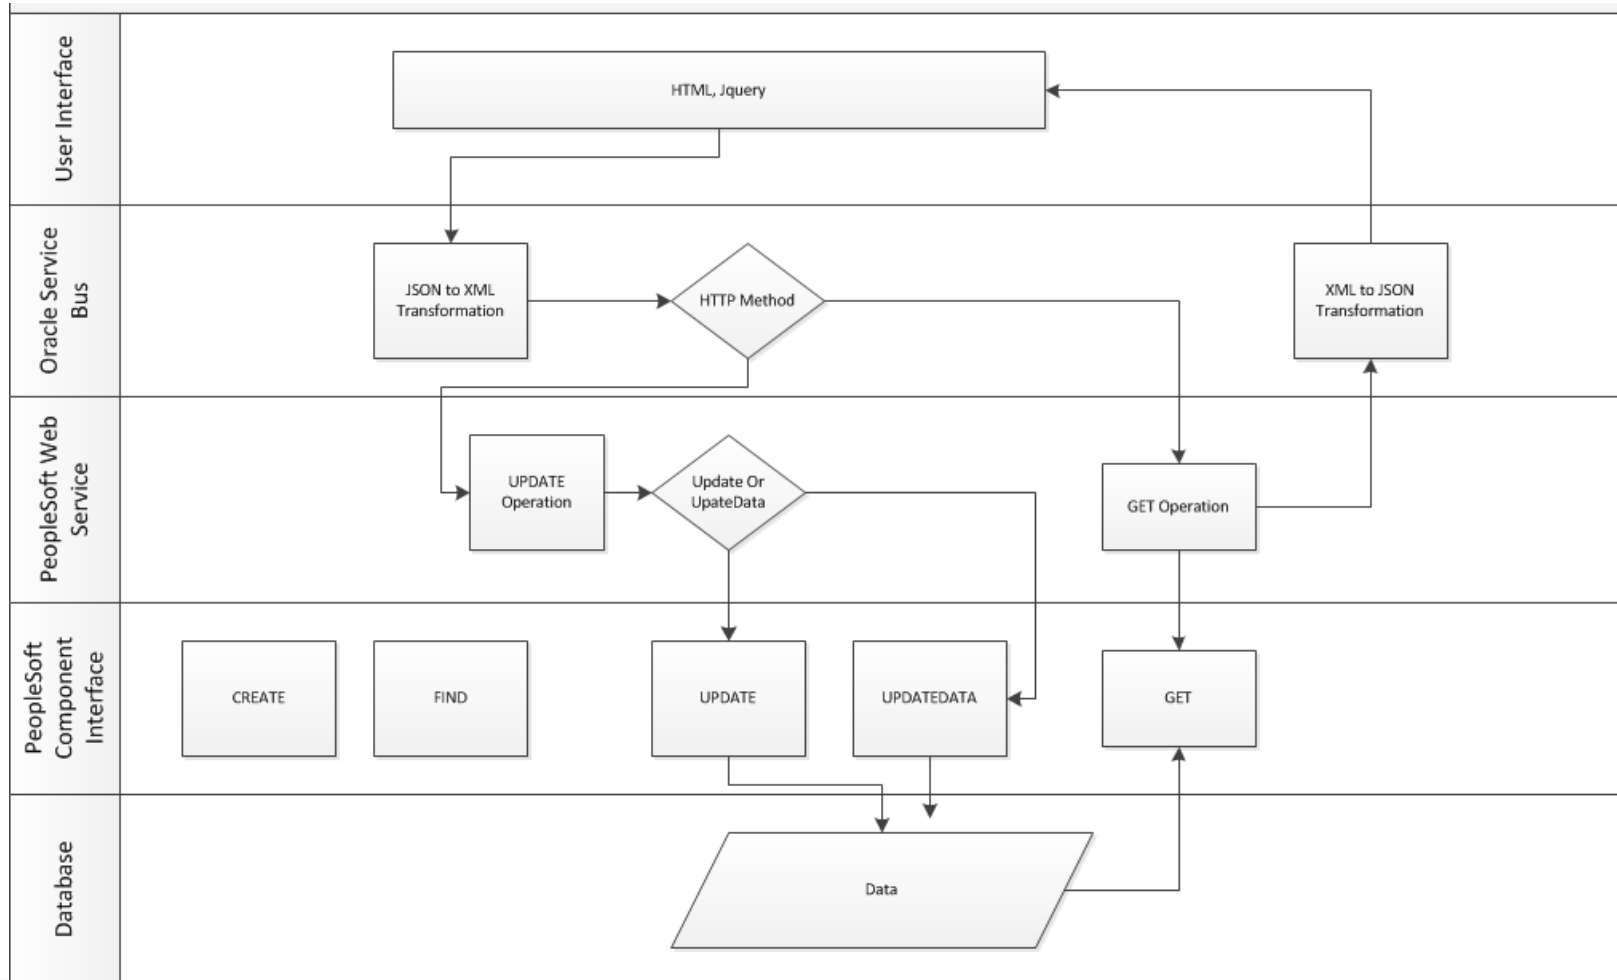 User Interface
HTML, Jquery
Oracle Service
Bus
JSON to XML
Transformation
HTTP Method
XML to JSON
Transformation
PeopleSoft Web
Service
UPDATE
Operation
Update Or
UpateData
GET Operation
PeopleSoft
Component
Interface
CREATE
FIND
UPDATE
UPDATEDATA
GET
Database
Data